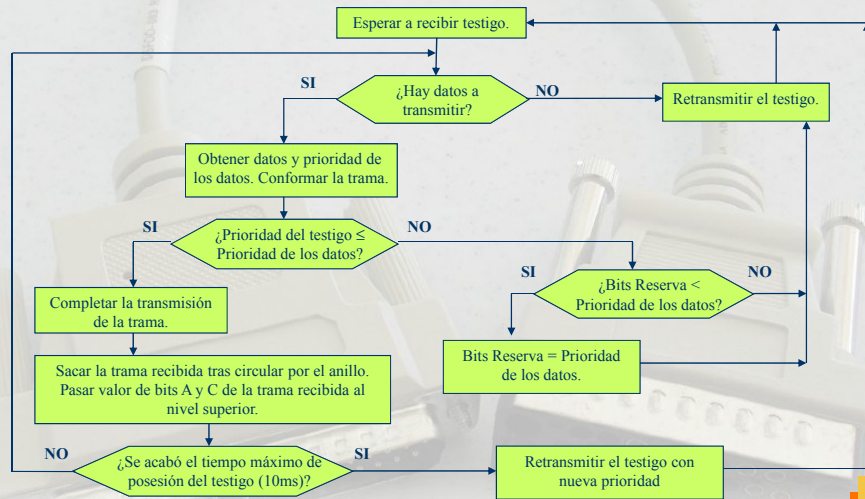 Esperar a recibir testigo.
SI
¿Hay datos a
transmitir?
NO
Retransmitir el testigo.
Obtener datos y prioridad de
los datos. Conformar la trama.
SI
¿Prioridad del testigo ≤
Prioridad de los datos?
NO
SI
¿Bits Reserva <
Prioridad de los datos?
NO
Completar la transmisión
de la trama.
Bits Reserva = Prioridad
de los datos.
Sacar la trama recibida tras circular por el anillo.
Pasar valor de bits A y C de la trama recibida al
nivel superior.
NO
¿Se acabó el tiempo máximo de
posesión del testigo (10ms)?
SI
Retransmitir el testigo con
nueva prioridad